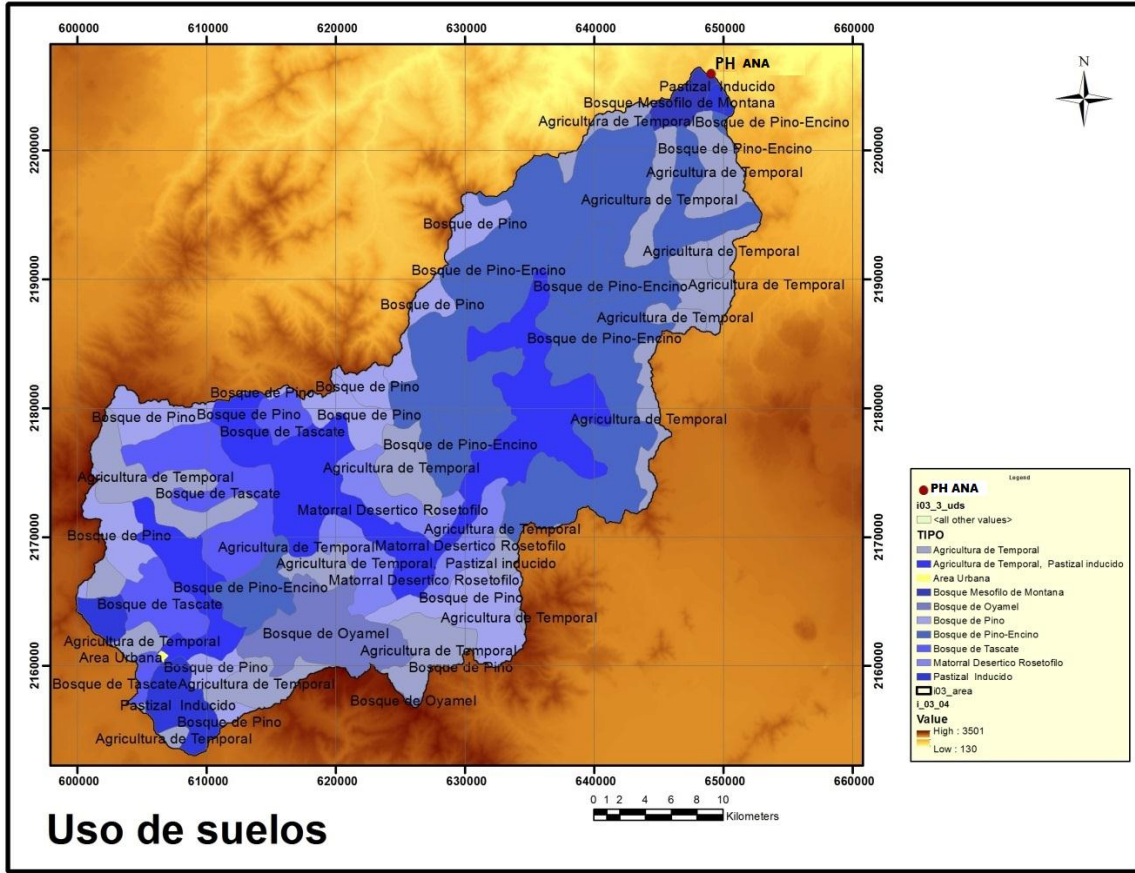 600000 610000 620000 630000 640000 650000 660000
PH ANA
N
Pastizal Inducido
Bosque Mesofilo de Montana
Agricultura de Temporal Bosque de Pino-Encino
2200000 2200000
Bosque de Pino-Encino
Agricultura de Temporal
Agricultura de Temporal
Bosque de Pino
Agricultura de Temporal
Bosque de Pino-Encino
2190000 2190000
Bosque de Pino-Encino Agricultura de Temporal
Bosque de Pino
Agricultura de Temporal
Bosque de Pino-Encino
Bosque de Pino
Bosque de Pino
2180000 2180000
Bosque de Pino Bosque de Pino Bosque de Pino
Agricultura de Temporal
Bosque de Tascate
Bosque de Pino-Encino
Agricultura de Temporal
Agricultura de Temporal
Bosque de Tascate
Matorral Desertico Rosetofilo
Agricultura de Temporal
2170000 2170000
Bosque de Pino
Agricultura de Temporal Matorral Desertico Rosetofilo
Agricultura de Temporal, Pastizal inducido
Matorral Desertico Rosetofilo
Bosque de Pino-Encino
Bosque de Pino
Bosque de Tascate
Agricultura de Temporal
Bosque de Oyamel
Agricultura de Temporal
Agricultura de Temporal
Area Urbana
2160000 2160000
Bosque de Pino Bosque de Pino
Bosque de Tascate Agricultura de Temporal
Bosque de Oyamel
Pastizal Inducido
Bosque de Pino
Agricultura de Temporal
600000 610000 620000 630000 640000 650000 660000
0 1 2 4 6 8 10
Kilometers
Uso de suelos
Legend
PH ANA
i03_3_uds
<all other values>
TIPO
Agricultura de Temporal
Agricultura de Temporal, Pastizal inducido
Area Urbana
Bosque Mesofilo de Montana
Bosque de Oyamel
Bosque de Pino
Bosque de Pino-Encino
Bosque de Tascate
Matorral Desertico Rosetofilo
Pastizal Inducido
i03_area
i_03_04
Value
High : 3501
Low : 130